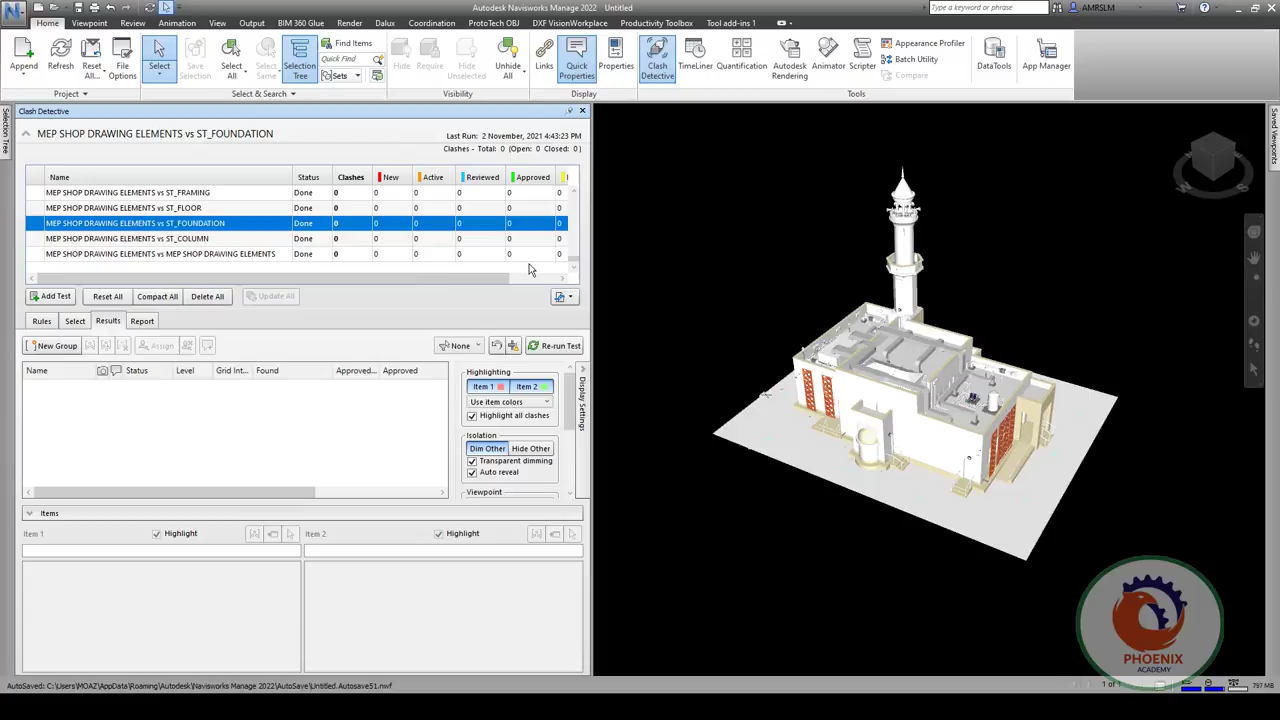 Autodesk Navisworks Manage 2022   Untitled
Type a keyword or phrase
AMRSLM
Home Viewpoint Review Animation View Output BIM 360 Glue Render Dalux Coordination ProtoTech OBJ DXF VisionWorkplace Productivity Toolbox Tool add-ins 1
Append Refresh Reset All... File Options
Project
Select Save Selection Select All Select Same Selection Tree Find Items Quick Find Sets
Select & Search
Hide Require Hide Unselected Unhide All
Visibility
Links Quick Properties Properties
Display
Clash Detective TimeLiner Quantification Autodesk Rendering Animator Scripter Appearance Profiler Batch Utility Compare DataTools App Manager
Tools
Selection Tree
Saved Viewpoints
Clash Detective
MEP SHOP DRAWING ELEMENTS vs ST_FOUNDATION
Last Run: 2 November, 2021 4:43:23 PM
Clashes - Total: 0 (Open: 0 Closed: 0 )
Name Status Clashes New Active Reviewed Approved
MEP SHOP DRAWING ELEMENTS vs ST_FRAMING Done 0 0 0 0 0 0
MEP SHOP DRAWING ELEMENTS vs ST_FLOOR Done 0 0 0 0 0 0
MEP SHOP DRAWING ELEMENTS vs ST_FOUNDATION Done 0 0 0 0 0 0
MEP SHOP DRAWING ELEMENTS vs ST_COLUMN Done 0 0 0 0 0 0
MEP SHOP DRAWING ELEMENTS vs MEP SHOP DRAWING ELEMENTS Done 0 0 0 0 0 0
Add Test Reset All Compact All Delete All Update All
Rules Select Results Report
New Group Assign None Re-run Test
Name Status Level Grid Int... Found Approved... Approved
Display Settings
Highlighting
Item 1 Item 2
Use item colors
Highlight all clashes
Isolation
Dim Other Hide Other
Transparent dimming
Auto reveal
Viewpoint
Items
Item 1 Highlight Item 2 Highlight
PHOENIX
ACADEMY
AutoSaved: C:\Users\MOAZ\AppData\Roaming\Autodesk\Navisworks Manage 2022\AutoSave\Untitled.Autosave51.nwf
1 of 1
797 MB